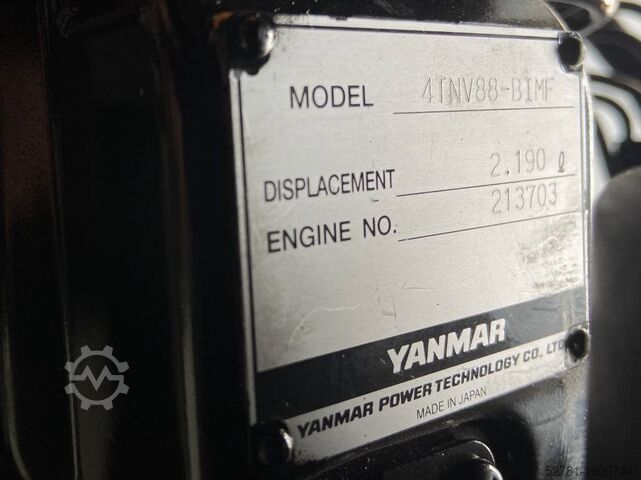 MODEL 4TNV88-BIMF
DISPLACEMENT 2.190 ℓ
ENGINE NO. 213703
YANMAR
YANMAR POWER TECHNOLOGY CO., LTD.
MADE IN JAPAN